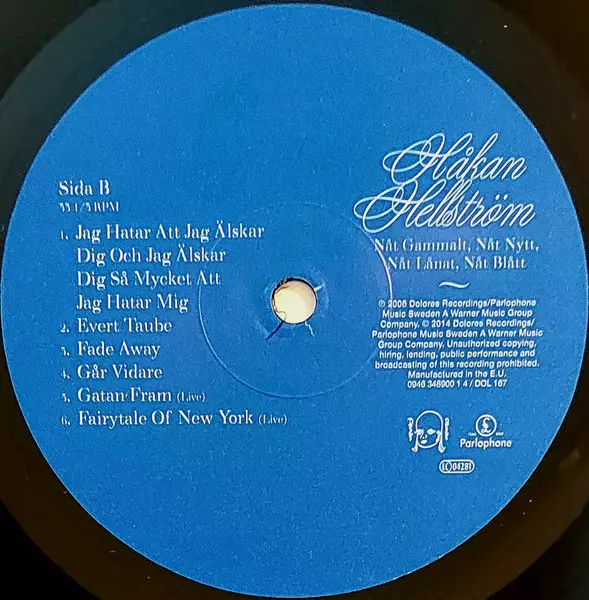 Sida B
33 1/3 RPM
1. Jag Hatar Att Jag Älskar
Dig Och Jag Älskar
Dig Så Mycket Att
Jag Hatar Mig
2. Evert Taube
3. Fade Away
4. Går Vidare
5. Gatan Fram (Live)
6. Fairytale Of New York (Live)
Håkan
Hellström
Nåt Gammalt, Nåt Nytt,
Nåt Lånat, Nåt Blått
℗ 2008 Dolores Recordings/Parlophone
Music Sweden A Warner Music Group
Company. © 2014 Dolores Recordings/
Parlophone Music Sweden A Warner Music
Group Company. Unauthorized copying,
hiring, lending, public performance and
broadcasting of this recording prohibited.
Manufactured in the E.U.
0946 346900 1 4 / DOL 167
Parlophone
LC 04281